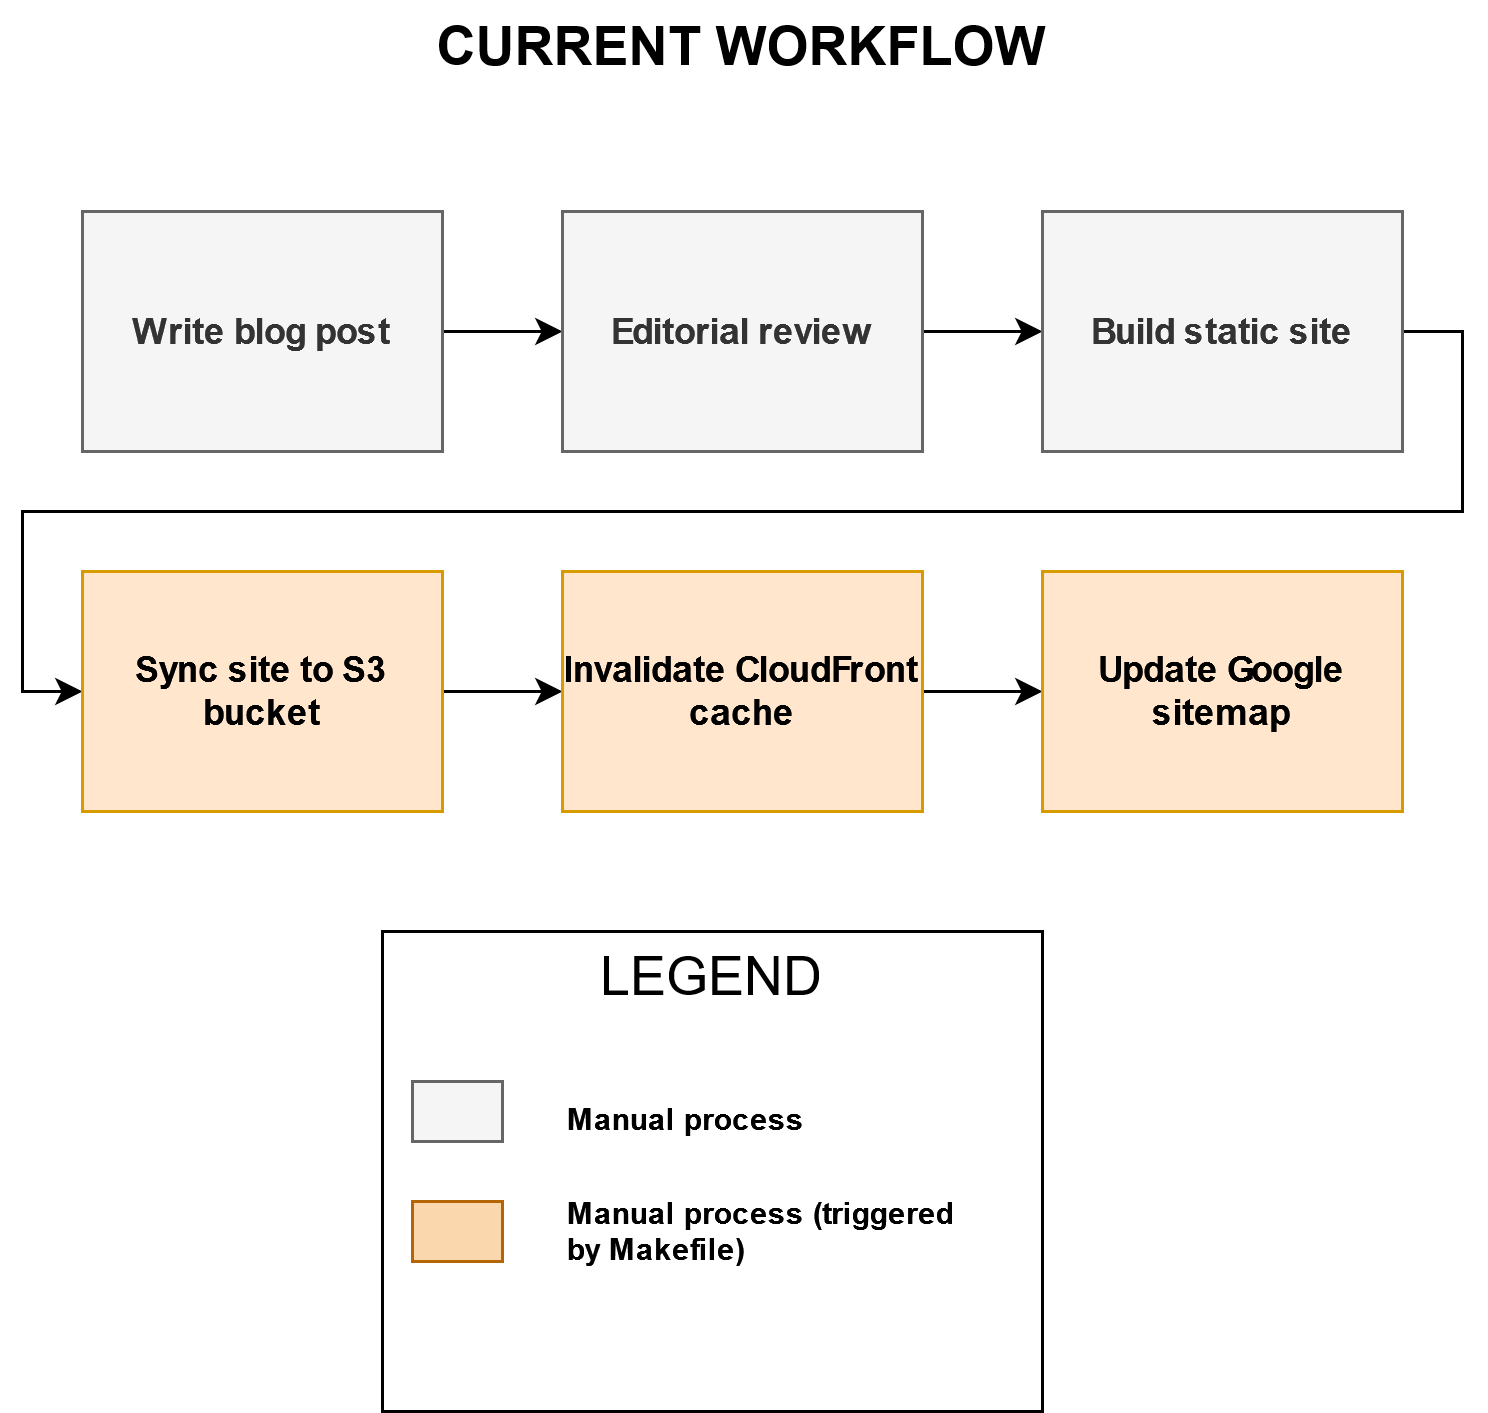 CURRENT WORKFLOW
Write blog post
Editorial review
Build static site
Sync site to S3
bucket
Invalidate CloudFront
cache
Update Google
sitemap
LEGEND
Manual process
Manual process (triggered
by Makefile)